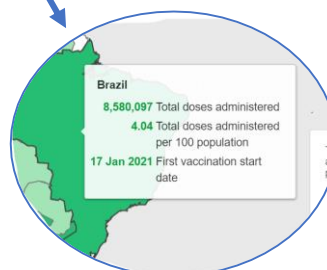 Brazil
8,580,097 Total doses administered
4.04 Total doses administered
per 100 population
17 Jan 2021 First vaccination start
date